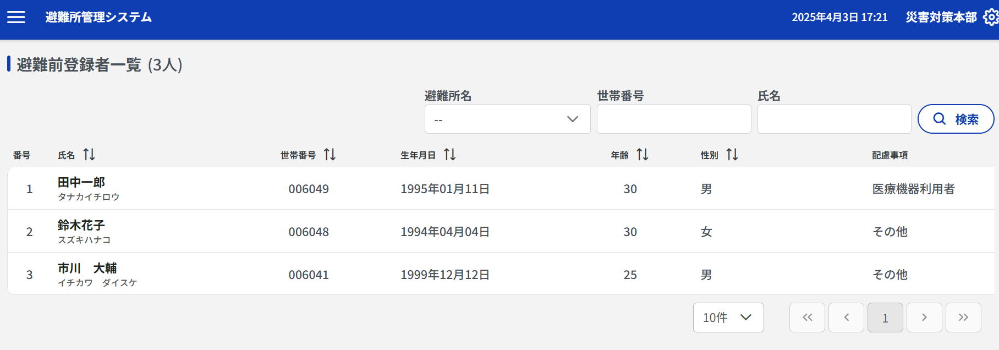 避難所管理システム 2025年4月3日 17:21 災害対策本部
避難前登録者一覧 (3人)
避難所名 世帯番号 氏名
-- 検索
番号 氏名 世帯番号 生年月日 年齢 性別 配慮事項
1 田中一郎 006049 1995年01月11日 30 男 医療機器利用者
タナカイチロウ
2 鈴木花子 006048 1994年04月04日 30 女 その他
スズキハナコ
3 市川　大輔 006041 1999年12月12日 25 男 その他
イチカワ　ダイスケ
10件 1